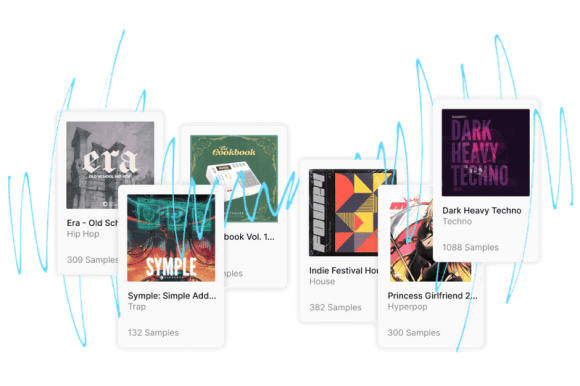 era
OLD SCHOOL HIP HOP
Era - Old Sch
Hip Hop
309 Samples
The
Cookbook
book Vol. 1...
ples
SYMPLE
Symple: Simple Add...
Trap
132 Samples
Indie Festival Hou
House
382 Samples
Princess Girlfriend 2...
Hyperpop
300 Samples
DARK
HEAVY
TECHNO
Dark Heavy Techno
Techno
1088 Samples